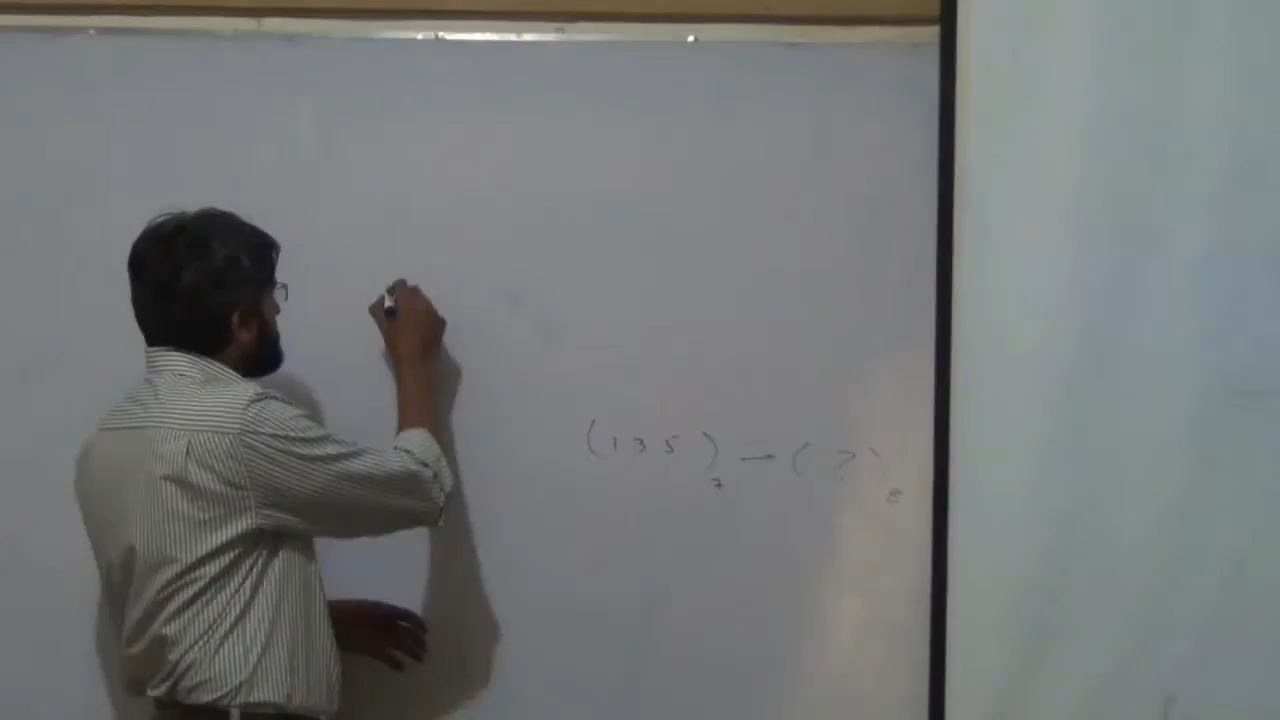 (135)₇ → (?)₈